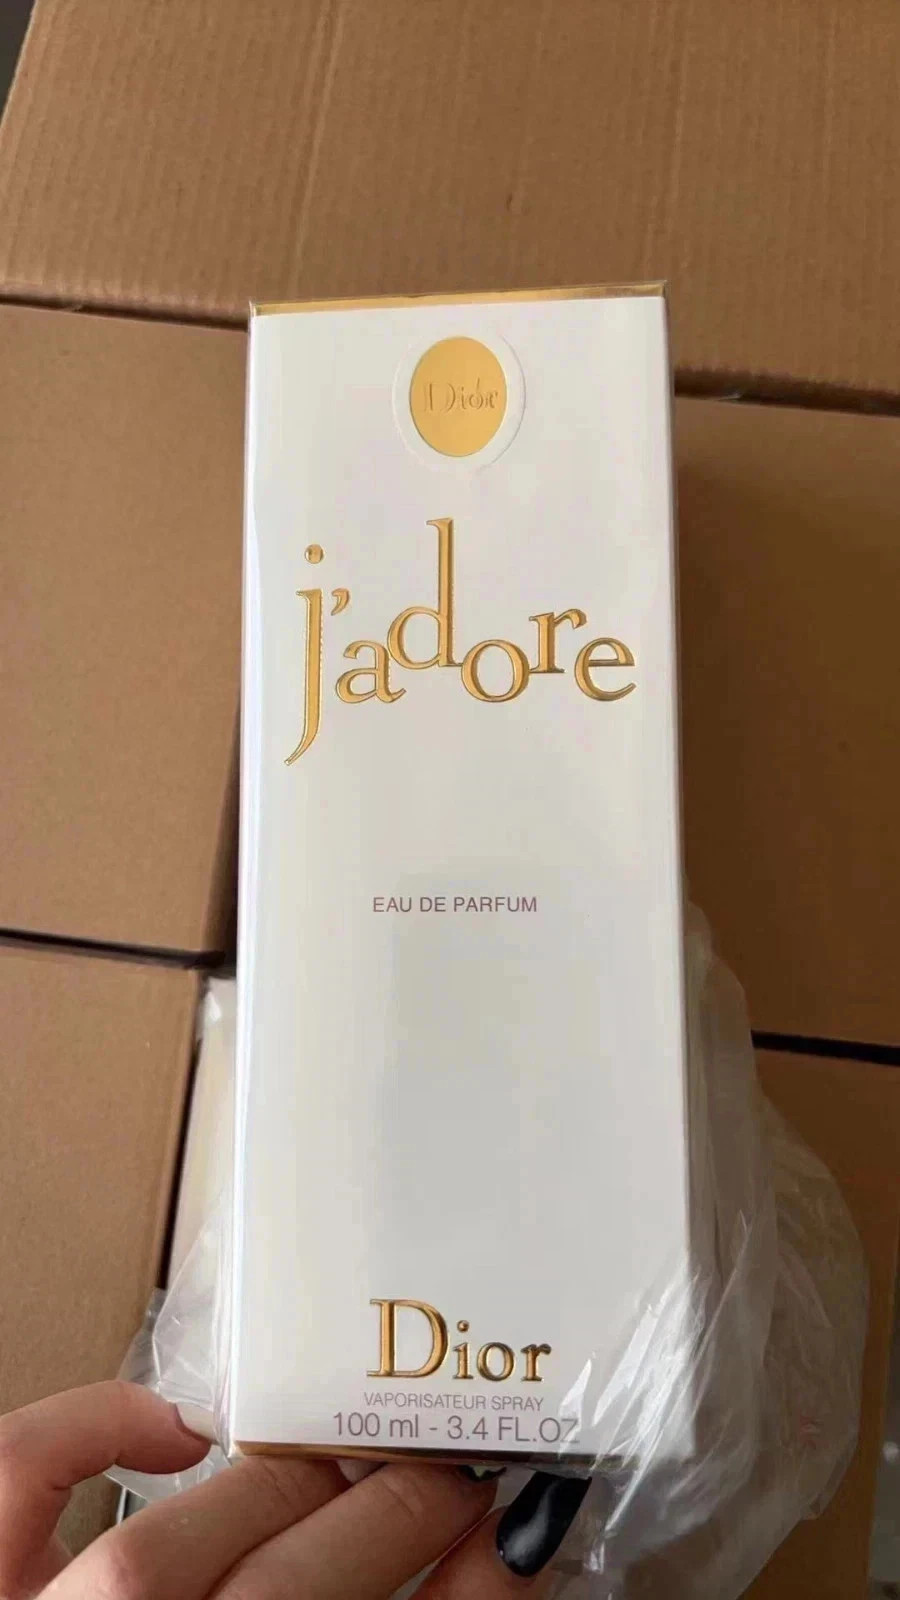 Dior
j'adore
EAU DE PARFUM
Dior
VAPORISATEUR SPRAY
100 ml - 3.4 FL.OZ